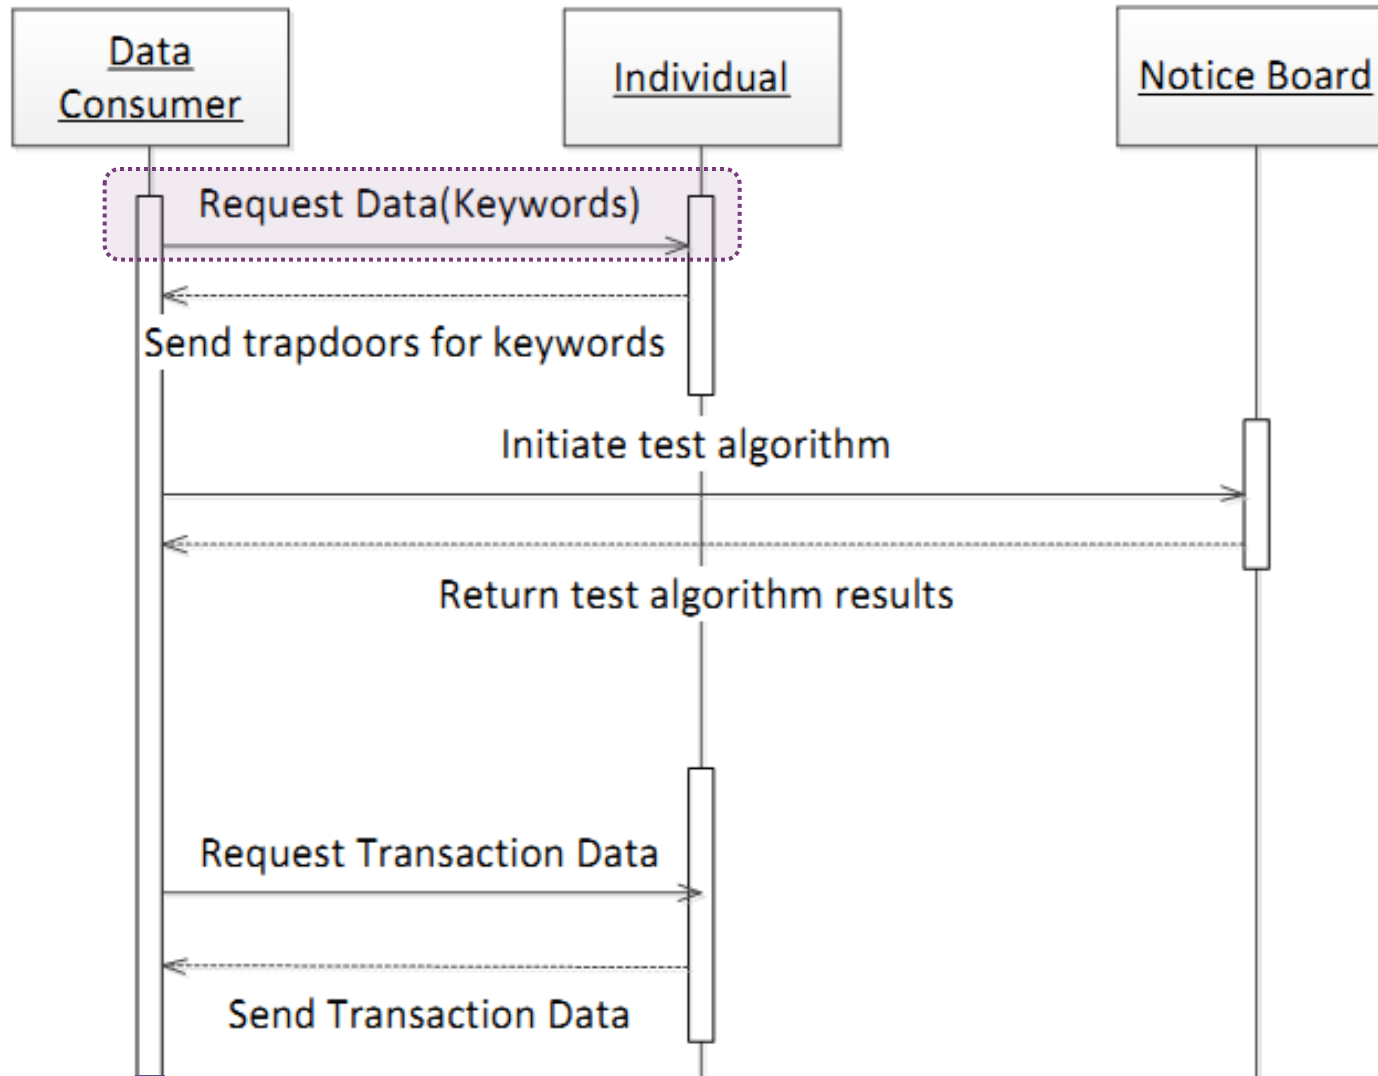 Data
Consumer
Individual
Notice Board
Request Data(Keywords)
Send trapdoors for keywords
Initiate test algorithm
Return test algorithm results
Request Transaction Data
Send Transaction Data